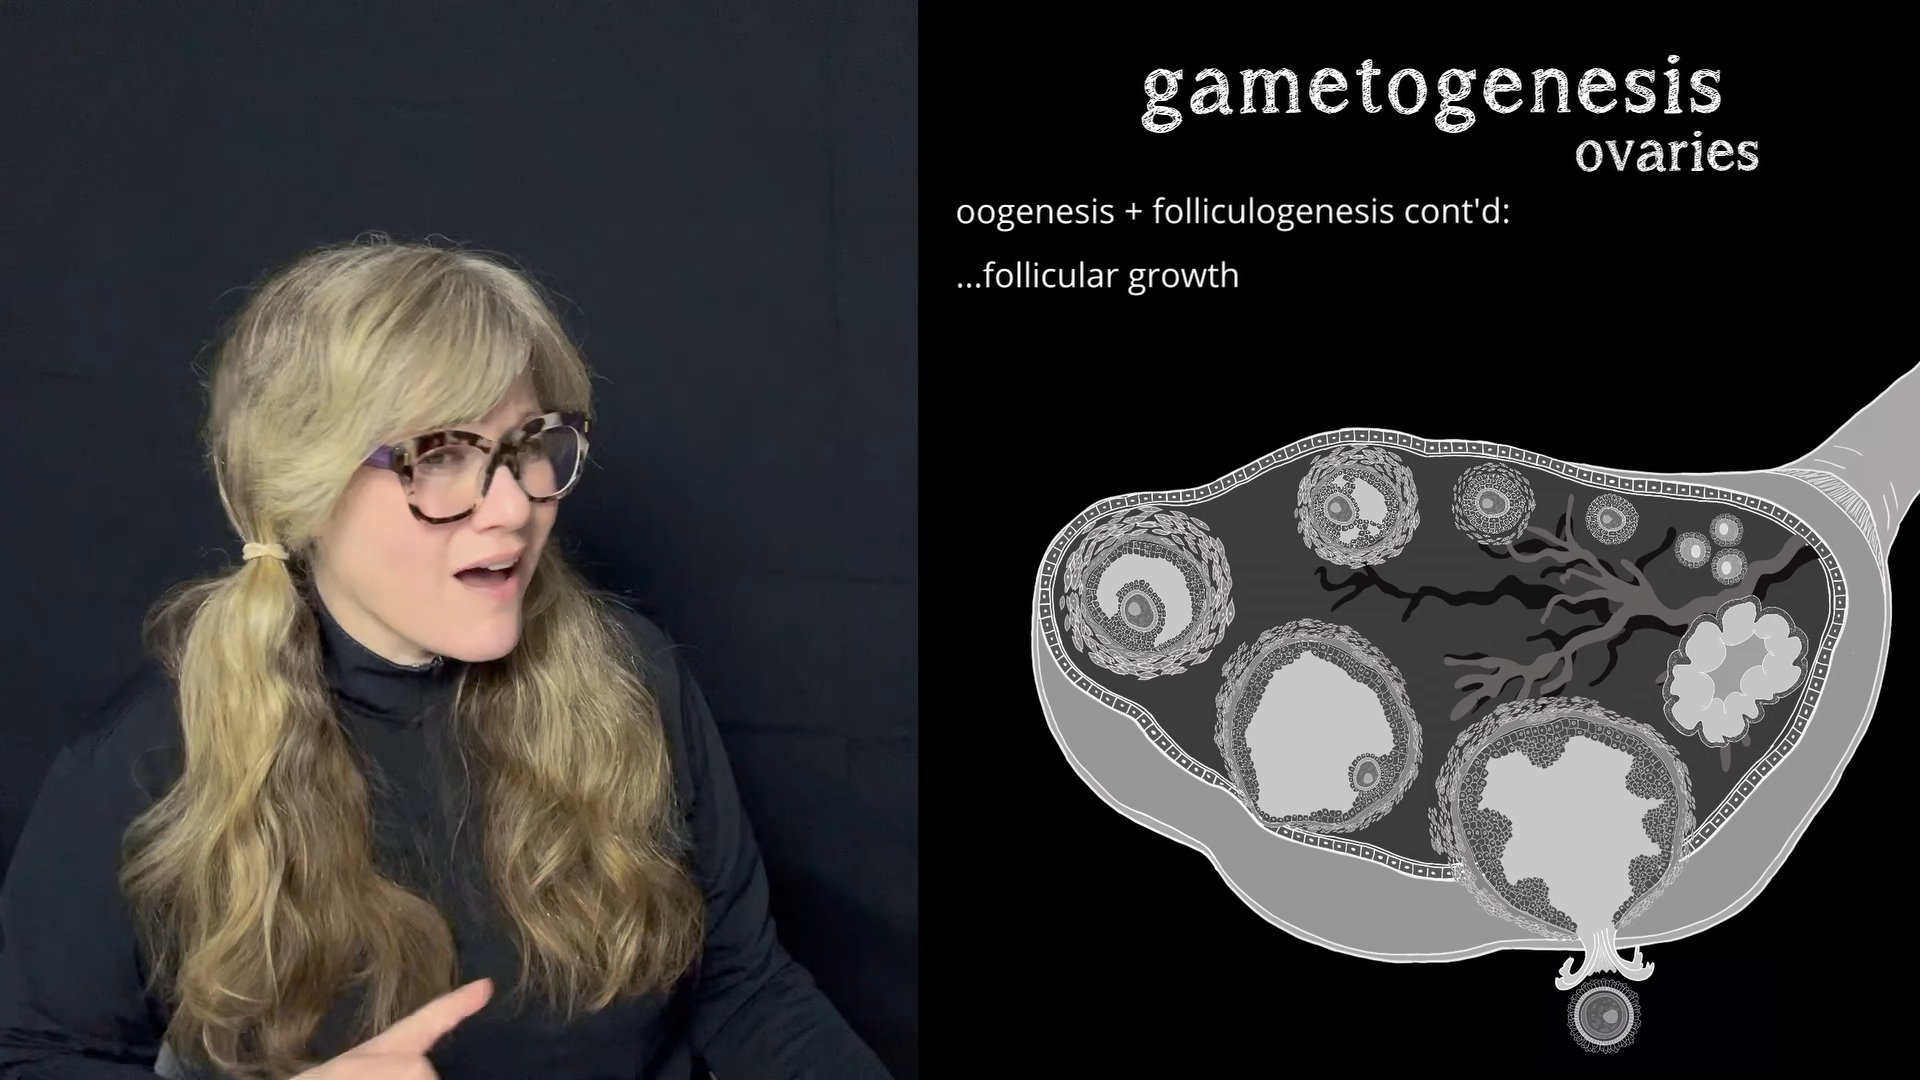 gametogenesis
ovaries
oogenesis + folliculogenesis cont'd:
...follicular growth